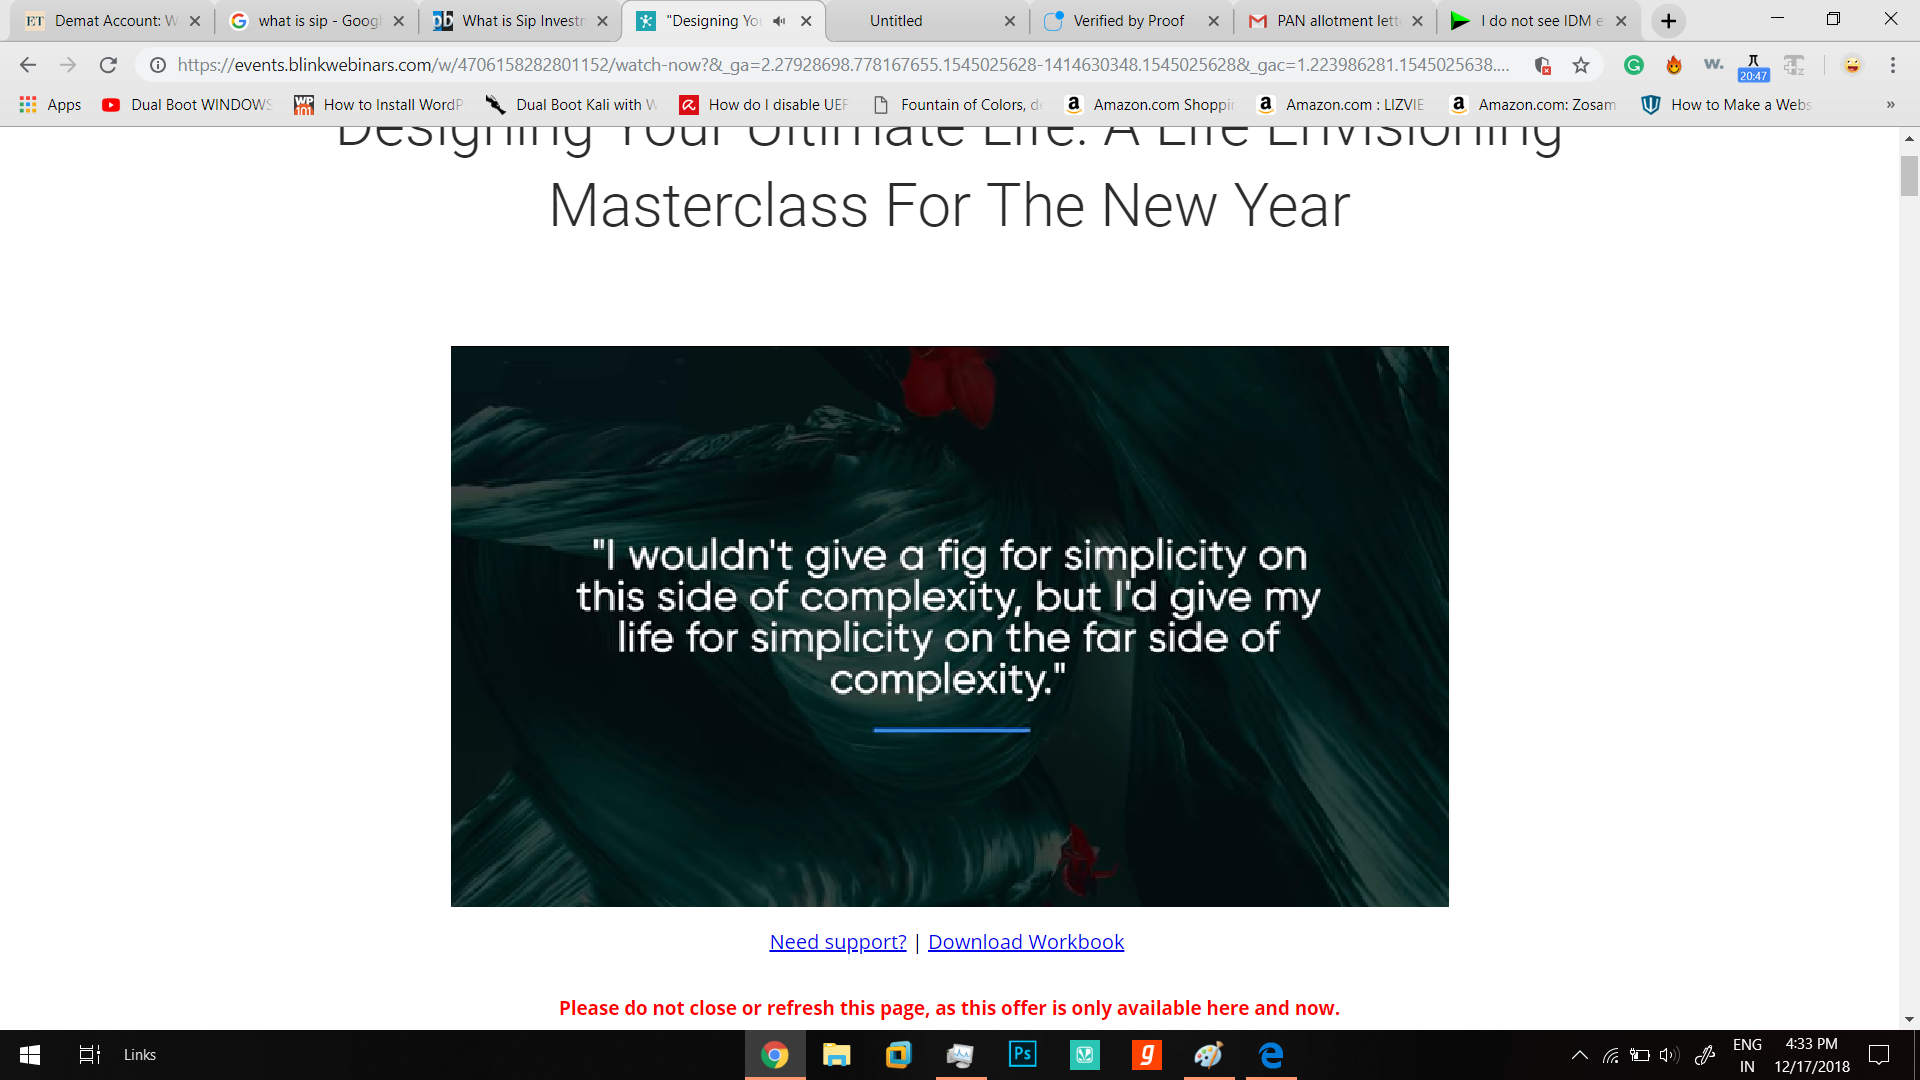 Demat Account: W
what is sip - Googl
What is Sip Investm
"Designing You
Untitled
Verified by Proof
PAN allotment lette
I do not see IDM e
https://events.blinkwebinars.com/w/4706158282801152/watch-now?&_ga=2.27928698.778167655.1545025628-1414630348.1545025628&_gac=1.223986281.1545025638....
20:47
Apps
Dual Boot WINDOWS
How to Install WordP
Dual Boot Kali with W
How do I disable UEF
Fountain of Colors, de
Amazon.com Shoppin
Amazon.com : LIZVIE
Amazon.com: Zosam
How to Make a Webs
Designing Your Ultimate Life: A Life Envisioning
Masterclass For The New Year
"I wouldn't give a fig for simplicity on
this side of complexity, but I'd give my
life for simplicity on the far side of
complexity."
Need support? | Download Workbook
Please do not close or refresh this page, as this offer is only available here and now.
Links
ENG
IN
4:33 PM
12/17/2018